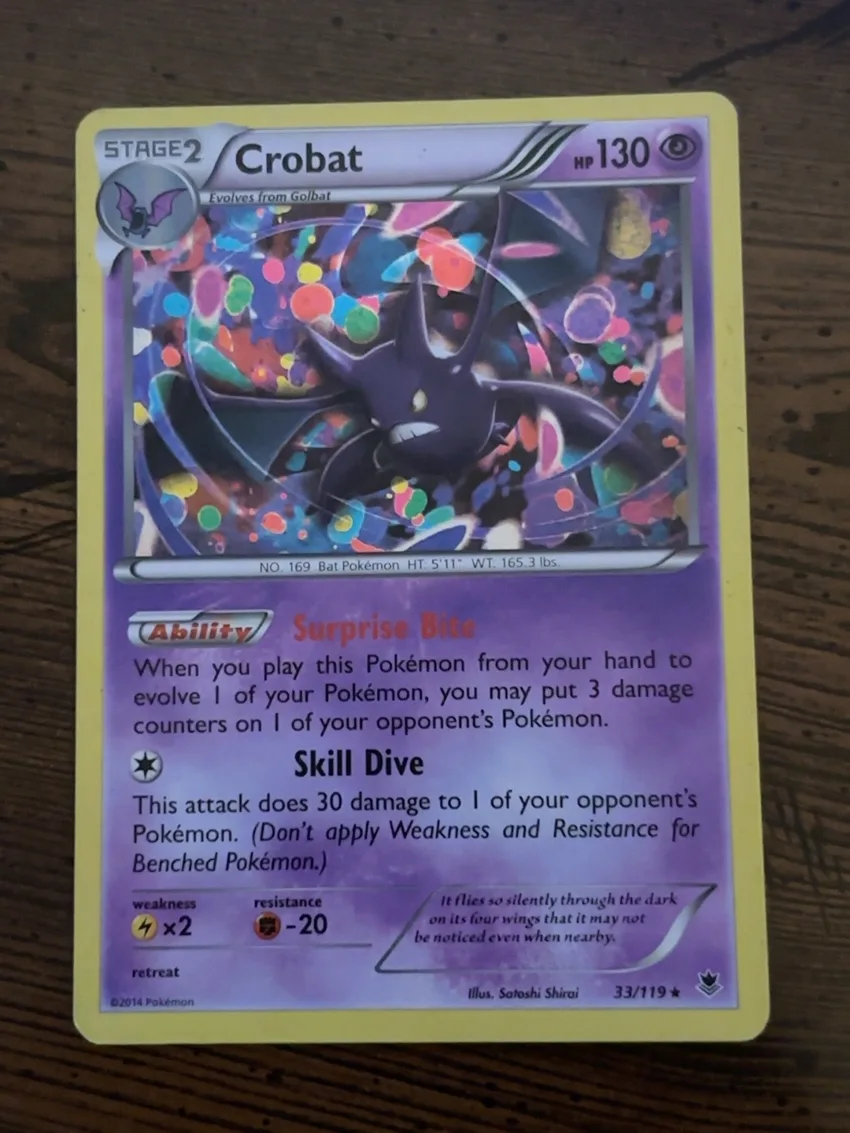 STAGE2 Crobat HP 130
Evolves from Golbat
NO. 169 Bat Pokémon HT. 5'11" WT. 165.3 lbs.
Ability Surprise Bite
When you play this Pokémon from your hand to
evolve 1 of your Pokémon, you may put 3 damage
counters on 1 of your opponent's Pokémon.
Skill Dive
This attack does 30 damage to 1 of your opponent's
Pokémon. (Don't apply Weakness and Resistance for
Benched Pokémon.)
weakness resistance
×2 -20
It flies so silently through the dark
on its four wings that it may not
be noticed even when nearby.
retreat
©2014 Pokémon Illus. Satoshi Shirai 33/119